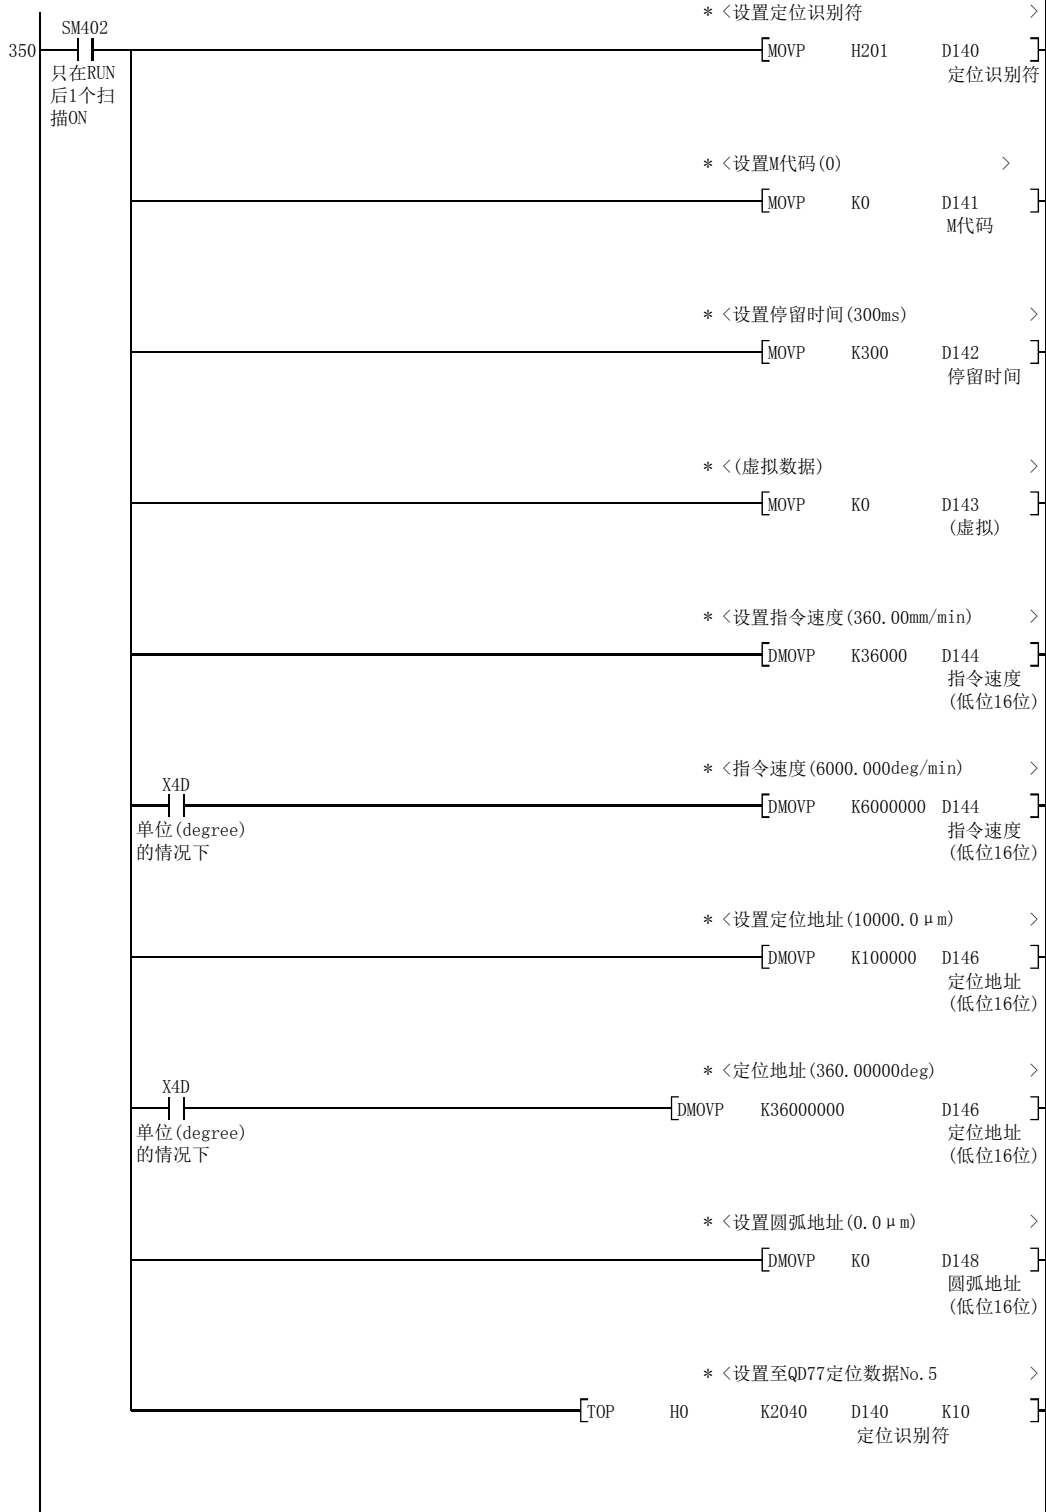 * <设置定位识别符 >
SM402
350 [MOVP H201 D140 ]
定位识别符
只在RUN
后1个扫
描ON
* <设置M代码(0) >
[MOVP K0 D141 ]
M代码
* <设置停留时间(300ms) >
[MOVP K300 D142 ]
停留时间
* <(虚拟数据) >
[MOVP K0 D143 ]
(虚拟)
* <设置指令速度(360.00mm/min) >
[DMOVP K36000 D144 ]
指令速度
(低位16位)
* <指令速度(6000.000deg/min) >
X4D
[DMOVP K6000000 D144 ]
单位(degree)
的情况下
指令速度
(低位16位)
* <设置定位地址(10000.0μm) >
[DMOVP K100000 D146 ]
定位地址
(低位16位)
* <定位地址(360.00000deg) >
X4D
[DMOVP K36000000 D146 ]
单位(degree)
的情况下
定位地址
(低位16位)
* <设置圆弧地址(0.0μm) >
[DMOVP K0 D148 ]
圆弧地址
(低位16位)
* <设置至QD77定位数据No.5 >
[TOP H0 K2040 D140 K10 ]
定位识别符